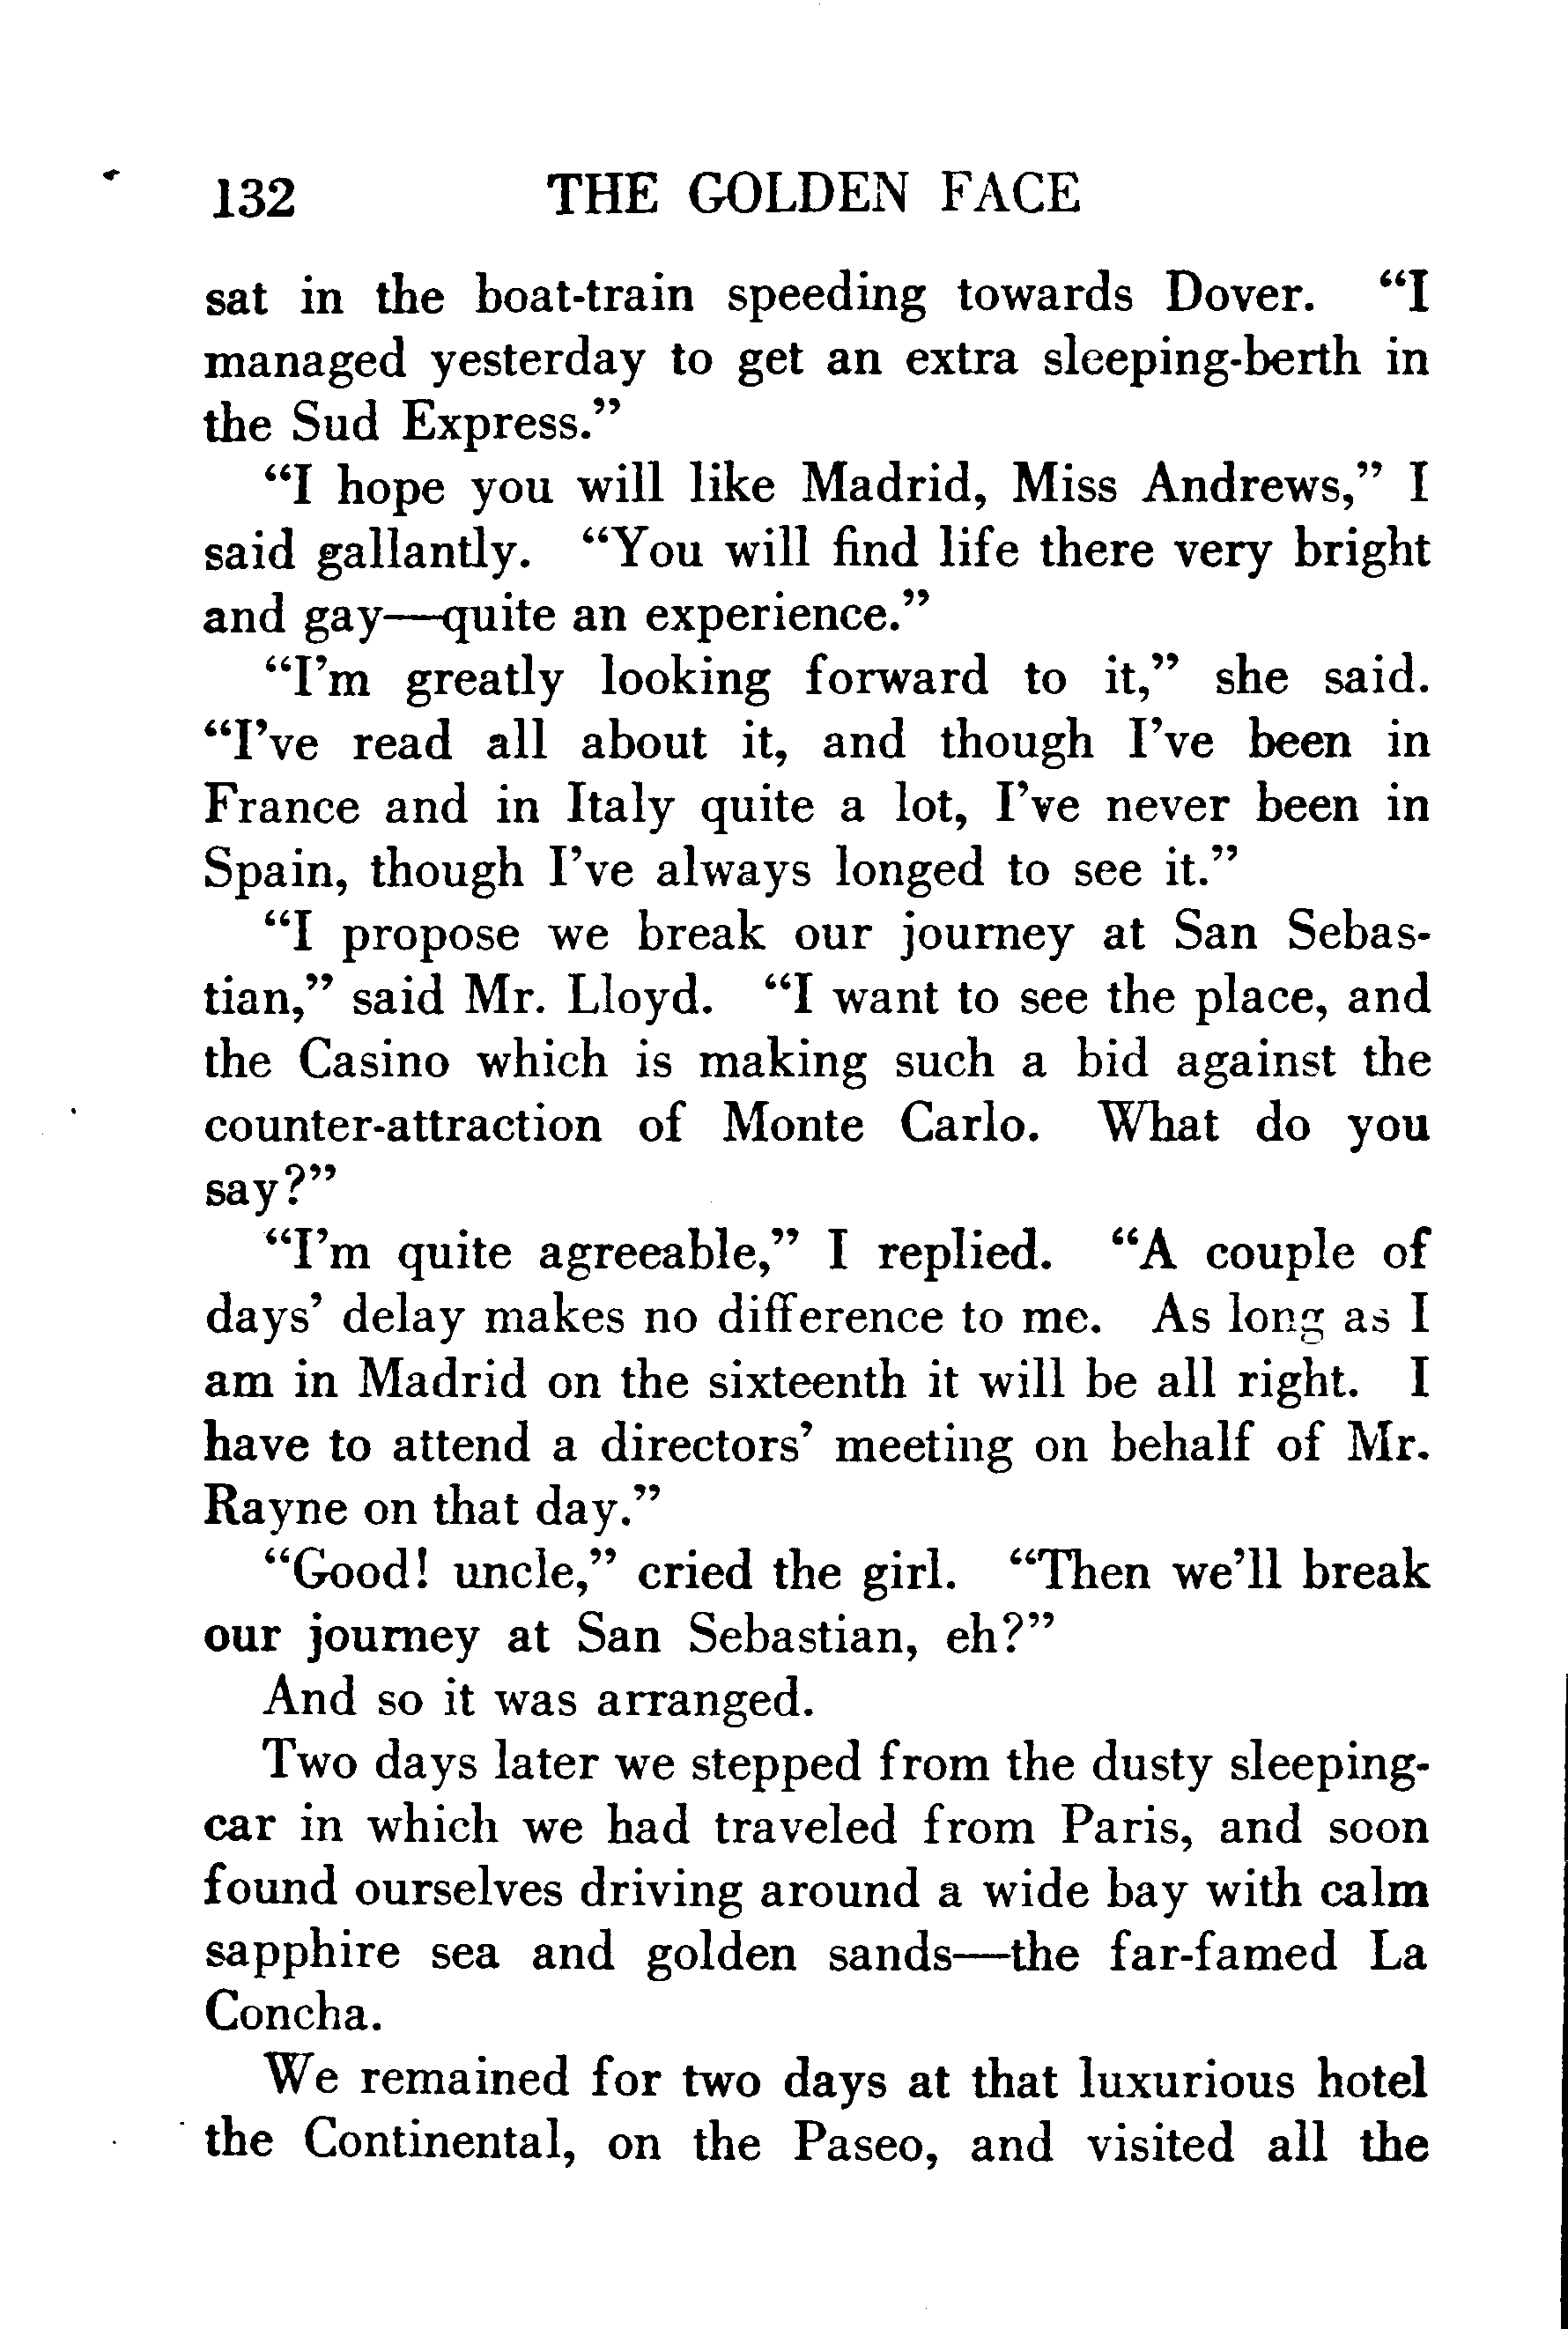 132 THE GOLDEN FACE
sat in the boat-train speeding towards Dover. “I
managed yesterday to get an extra sleeping-berth in
the Sud Express.”
“I hope you will like Madrid, Miss Andrews,” I
said gallantly. “You will find life there very bright
and gay—quite an experience.”
“I’m greatly looking forward to it,” she said.
“I’ve read all about it, and though I’ve been in
France and in Italy quite a lot, I’ve never been in
Spain, though I’ve always longed to see it.”
“I propose we break our journey at San Sebas-
tian,” said Mr. Lloyd. “I want to see the place, and
the Casino which is making such a bid against the
counter-attraction of Monte Carlo. What do you
say?”
“I’m quite agreeable,” I replied. “A couple of
days’ delay makes no difference to me. As long as I
am in Madrid on the sixteenth it will be all right. I
have to attend a directors’ meeting on behalf of Mr.
Rayne on that day.”
“Good! uncle,” cried the girl. “Then we’ll break
our journey at San Sebastian, eh?”
And so it was arranged.
Two days later we stepped from the dusty sleeping-
car in which we had traveled from Paris, and soon
found ourselves driving around a wide bay with calm
sapphire sea and golden sands—the far-famed La
Concha.
We remained for two days at that luxurious hotel
the Continental, on the Paseo, and visited all the